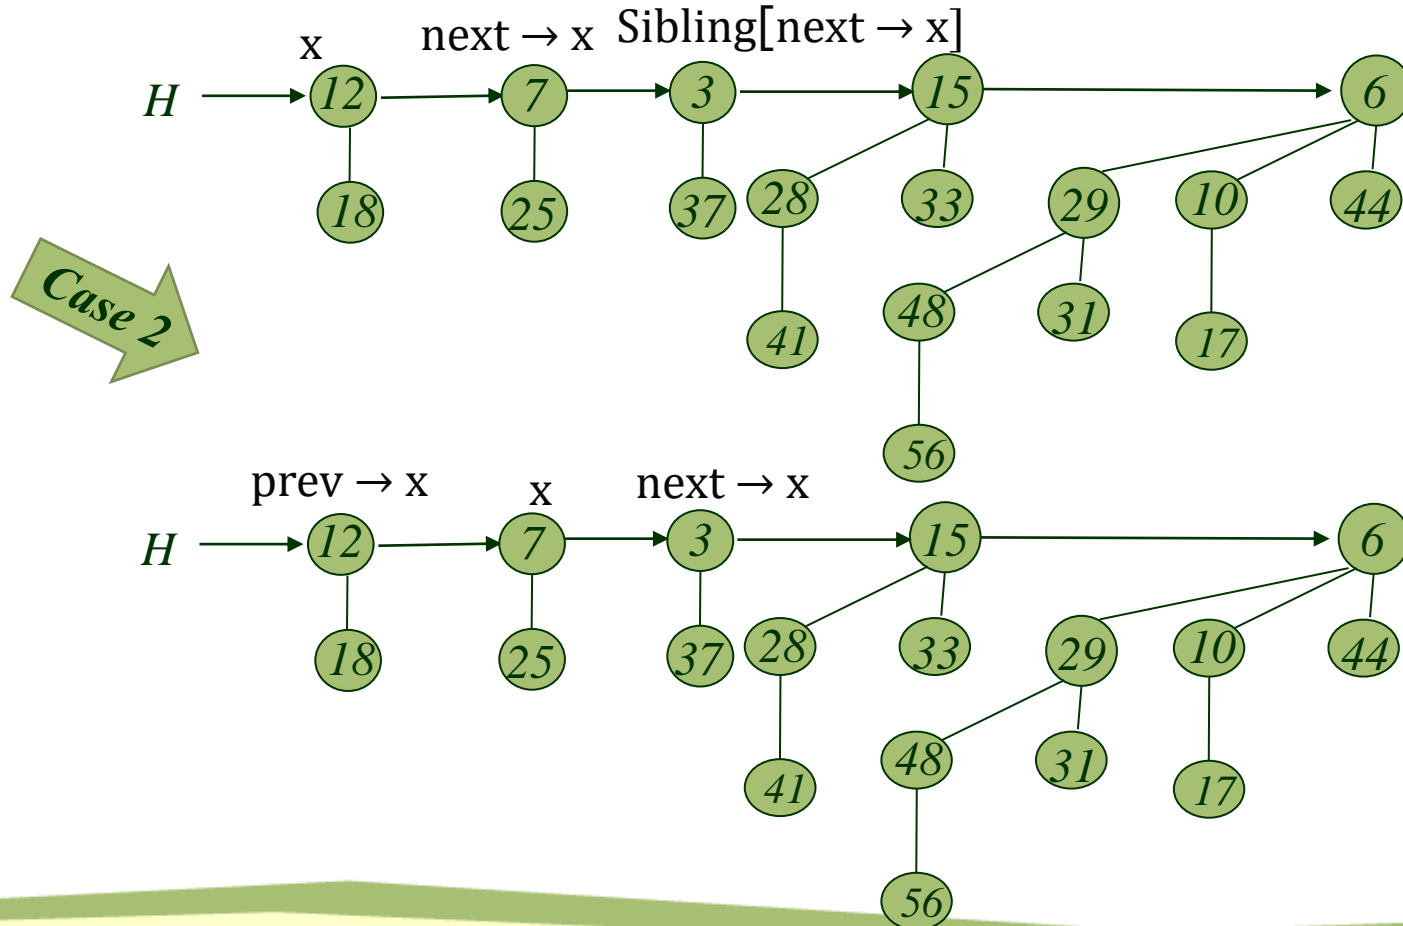 x next → x Sibling[next → x]
H 12 7 3 15 6
18 25 37 28 33 29 10 44
41 48 31 17
56
Case 2
prev → x x next → x
H 12 7 3 15 6
18 25 37 28 33 29 10 44
41 48 31 17
56